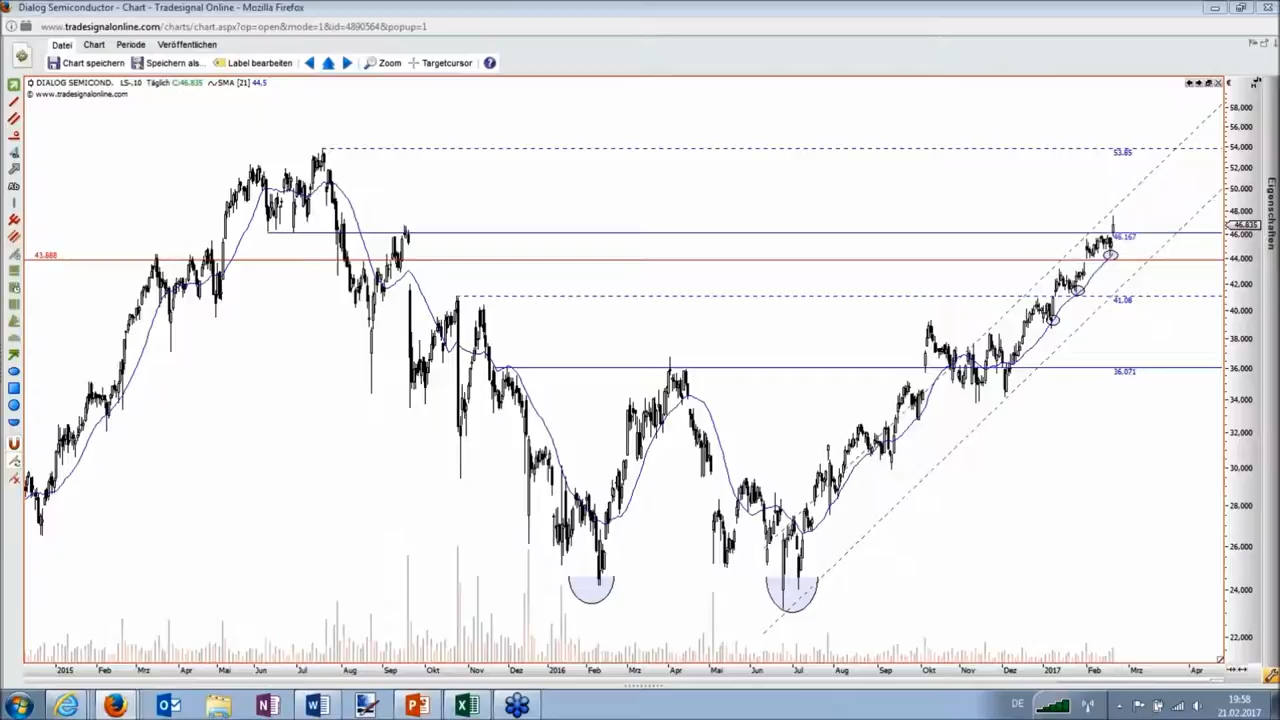 Dialog Semiconductor - Chart - Tradesignal Online - Mozilla Firefox
www.tradesignalonline.com/charts/chart.aspx?op=open&mode=1&id=4890564&popup=1
Datei Chart Periode Veröffentlichen
Chart speichern Speichern als... Label bearbeiten Zoom Targetcursor
DIALOG SEMICOND. LS-.10 Täglich C:46.835 SMA [21] 44.5
© www.tradesignalonline.com
€
58,000
56,000
54,000
53.65
52,000
50,000
48,000
46.835
46,000
46.167
44,000
43.888
42,000
41.08
40,000
38,000
36,000
36.071
34,000
32,000
30,000
28,000
26,000
24,000
22,000
Eigenschaften
Ab
2015 Feb Mrz Apr Mai Jun Jul Aug Sep Okt Nov Dez 2016 Feb Mrz Apr Mai Jun Jul Aug Sep Okt Nov Dez 2017 Feb Mrz Apr
DE
19:58
21.02.2017